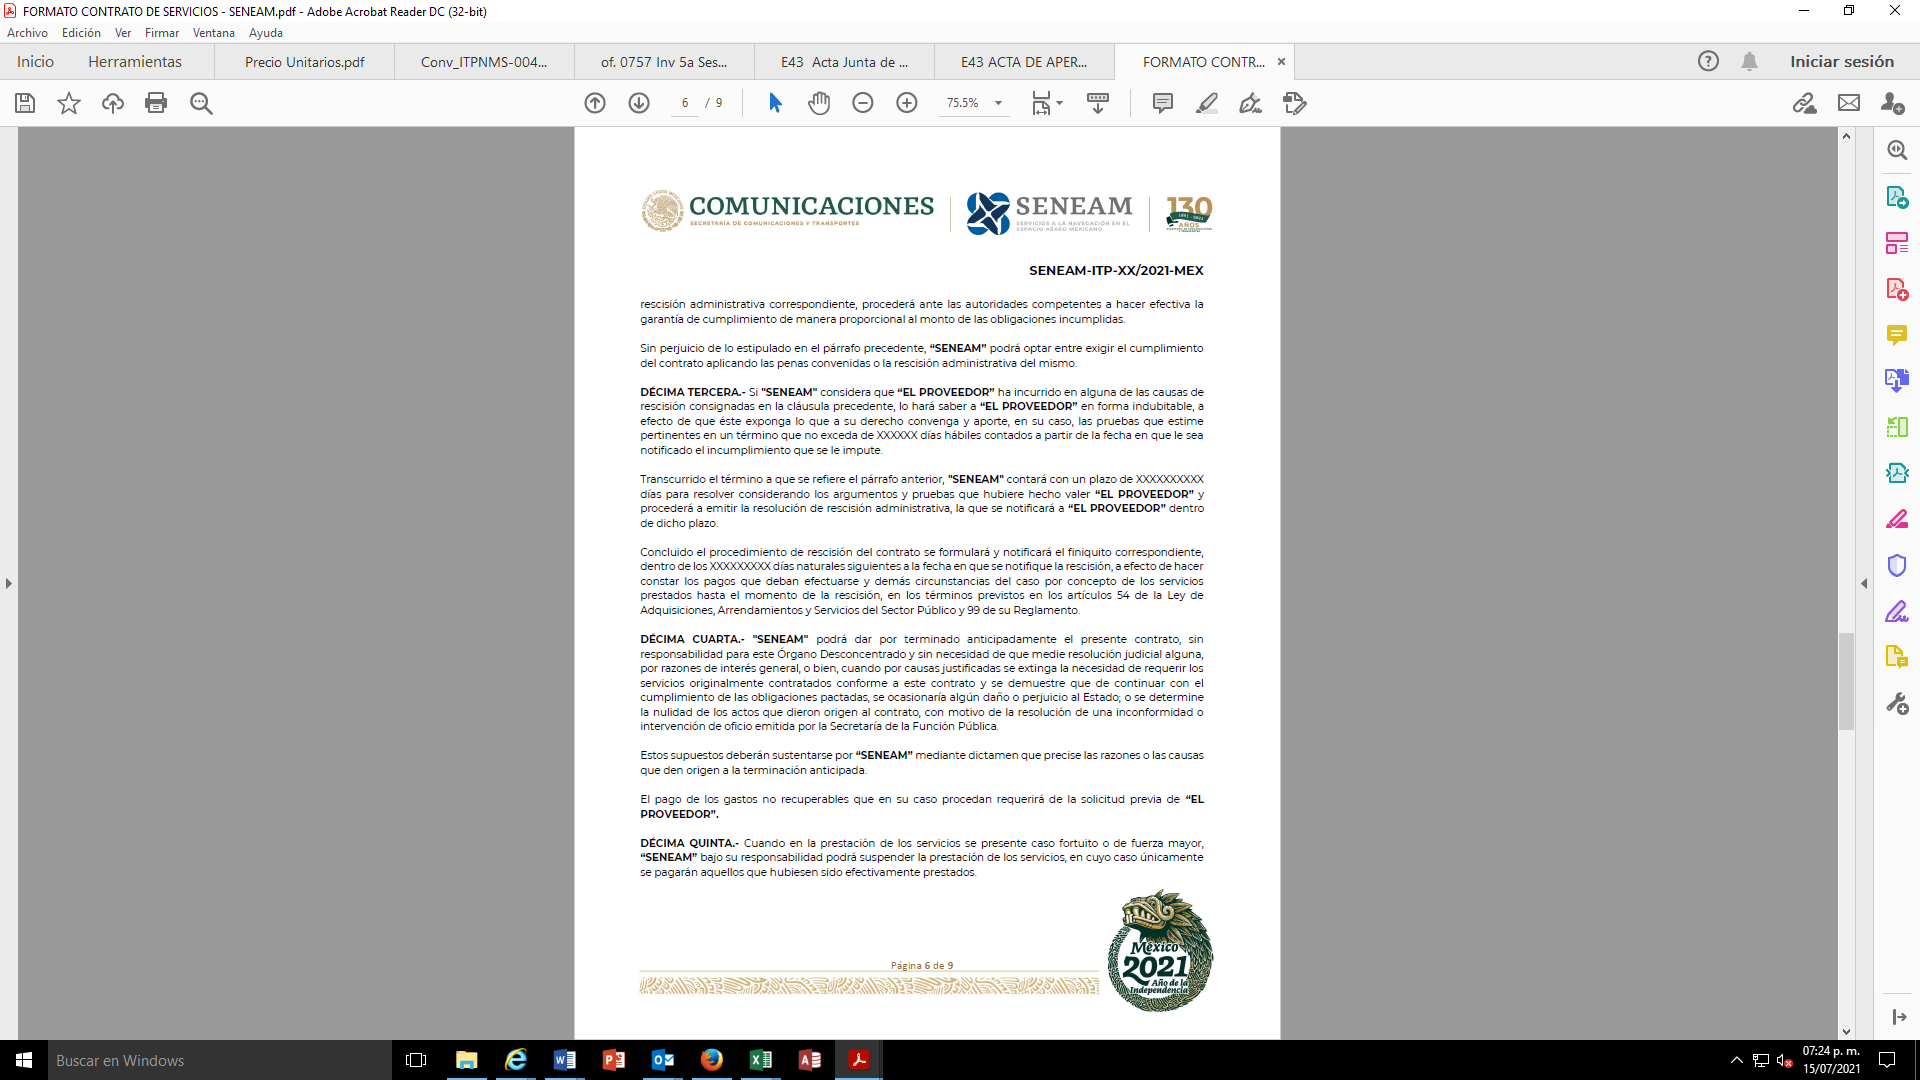 FORMATO CONTRATO DE SERVICIOS - SENEAM.pdf - Adobe Acrobat Reader DC (32-bit)
Archivo Edición Ver Firmar Ventana Ayuda
Inicio Herramientas Precio Unitarios.pdf Conv_ITPNMS-004... of. 0757 Inv 5a Ses... E43 Acta Junta de ... E43 ACTA DE APER... FORMATO CONTR... Iniciar sesión
6 / 9 75.5%
COMUNICACIONES
SECRETARÍA DE COMUNICACIONES Y TRANSPORTES
SENEAM
SERVICIOS A LA NAVEGACIÓN EN EL
ESPACIO AÉREO MEXICANO
130
1891 - 2021
AÑOS
SENEAM-ITP-XX/2021-MEX
rescisión administrativa correspondiente, procederá ante las autoridades competentes a hacer efectiva la
garantía de cumplimiento de manera proporcional al monto de las obligaciones incumplidas.
Sin perjuicio de lo estipulado en el párrafo precedente, “SENEAM” podrá optar entre exigir el cumplimiento
del contrato aplicando las penas convenidas o la rescisión administrativa del mismo.
DÉCIMA TERCERA.- Si "SENEAM" considera que “EL PROVEEDOR” ha incurrido en alguna de las causas de
rescisión consignadas en la cláusula precedente, lo hará saber a “EL PROVEEDOR” en forma indubitable, a
efecto de que éste exponga lo que a su derecho convenga y aporte, en su caso, las pruebas que estime
pertinentes en un término que no exceda de XXXXXX días hábiles contados a partir de la fecha en que le sea
notificado el incumplimiento que se le impute.
Transcurrido el término a que se refiere el párrafo anterior, "SENEAM" contará con un plazo de XXXXXXXXXX
días para resolver considerando los argumentos y pruebas que hubiere hecho valer “EL PROVEEDOR” y
procederá a emitir la resolución de rescisión administrativa, la que se notificará a “EL PROVEEDOR” dentro
de dicho plazo.
Concluido el procedimiento de rescisión del contrato se formulará y notificará el finiquito correspondiente,
dentro de los XXXXXXXXX días naturales siguientes a la fecha en que se notifique la rescisión, a efecto de hacer
constar los pagos que deban efectuarse y demás circunstancias del caso por concepto de los servicios
prestados hasta el momento de la rescisión, en los términos previstos en los artículos 54 de la Ley de
Adquisiciones, Arrendamientos y Servicios del Sector Público y 99 de su Reglamento.
DÉCIMA CUARTA.- "SENEAM" podrá dar por terminado anticipadamente el presente contrato, sin
responsabilidad para este Órgano Desconcentrado y sin necesidad de que medie resolución judicial alguna,
por razones de interés general, o bien, cuando por causas justificadas se extinga la necesidad de requerir los
servicios originalmente contratados conforme a este contrato y se demuestre que de continuar con el
cumplimiento de las obligaciones pactadas, se ocasionaría algún daño o perjuicio al Estado; o se determine
la nulidad de los actos que dieron origen al contrato, con motivo de la resolución de una inconformidad o
intervención de oficio emitida por la Secretaría de la Función Pública.
Estos supuestos deberán sustentarse por “SENEAM” mediante dictamen que precise las razones o las causas
que den origen a la terminación anticipada.
El pago de los gastos no recuperables que en su caso procedan requerirá de la solicitud previa de “EL
PROVEEDOR”.
DÉCIMA QUINTA.- Cuando en la prestación de los servicios se presente caso fortuito o de fuerza mayor,
“SENEAM” bajo su responsabilidad podrá suspender la prestación de los servicios, en cuyo caso únicamente
se pagarán aquellos que hubiesen sido efectivamente prestados.
México
2021
Año de la
Independencia
Página 6 de 9
Buscar en Windows
07:24 p. m.
15/07/2021